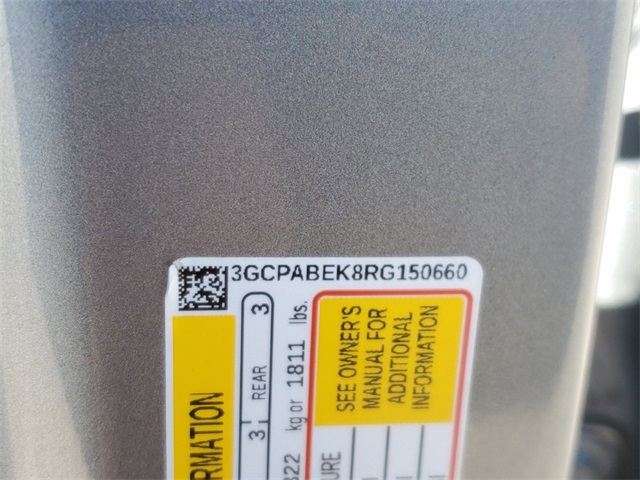 3GCPABEK8RG150660
SEE OWNER'S
MANUAL FOR
ADDITIONAL
INFORMATION
kg or 1811 lbs.
3 REAR 3